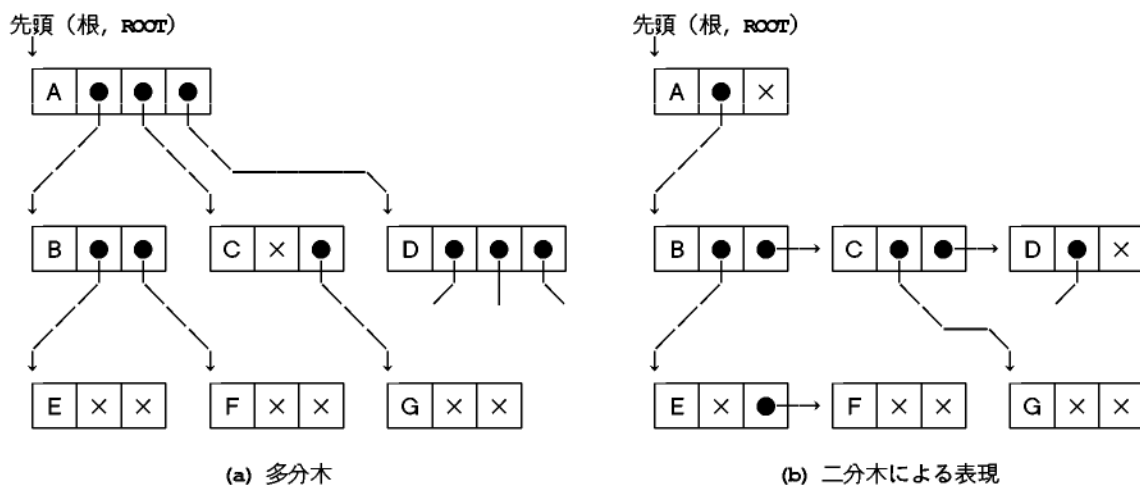 先頭 (根, ROOT)
A ● ● ●
B ● ●
C × ●
D ● ● ●
E × ×
F × ×
G × ×
(a) 多分木
先頭 (根, ROOT)
A ● ×
B ● ●
C ● ●
D ● ×
E × ●
F × ×
G × ×
(b) 二分木による表現